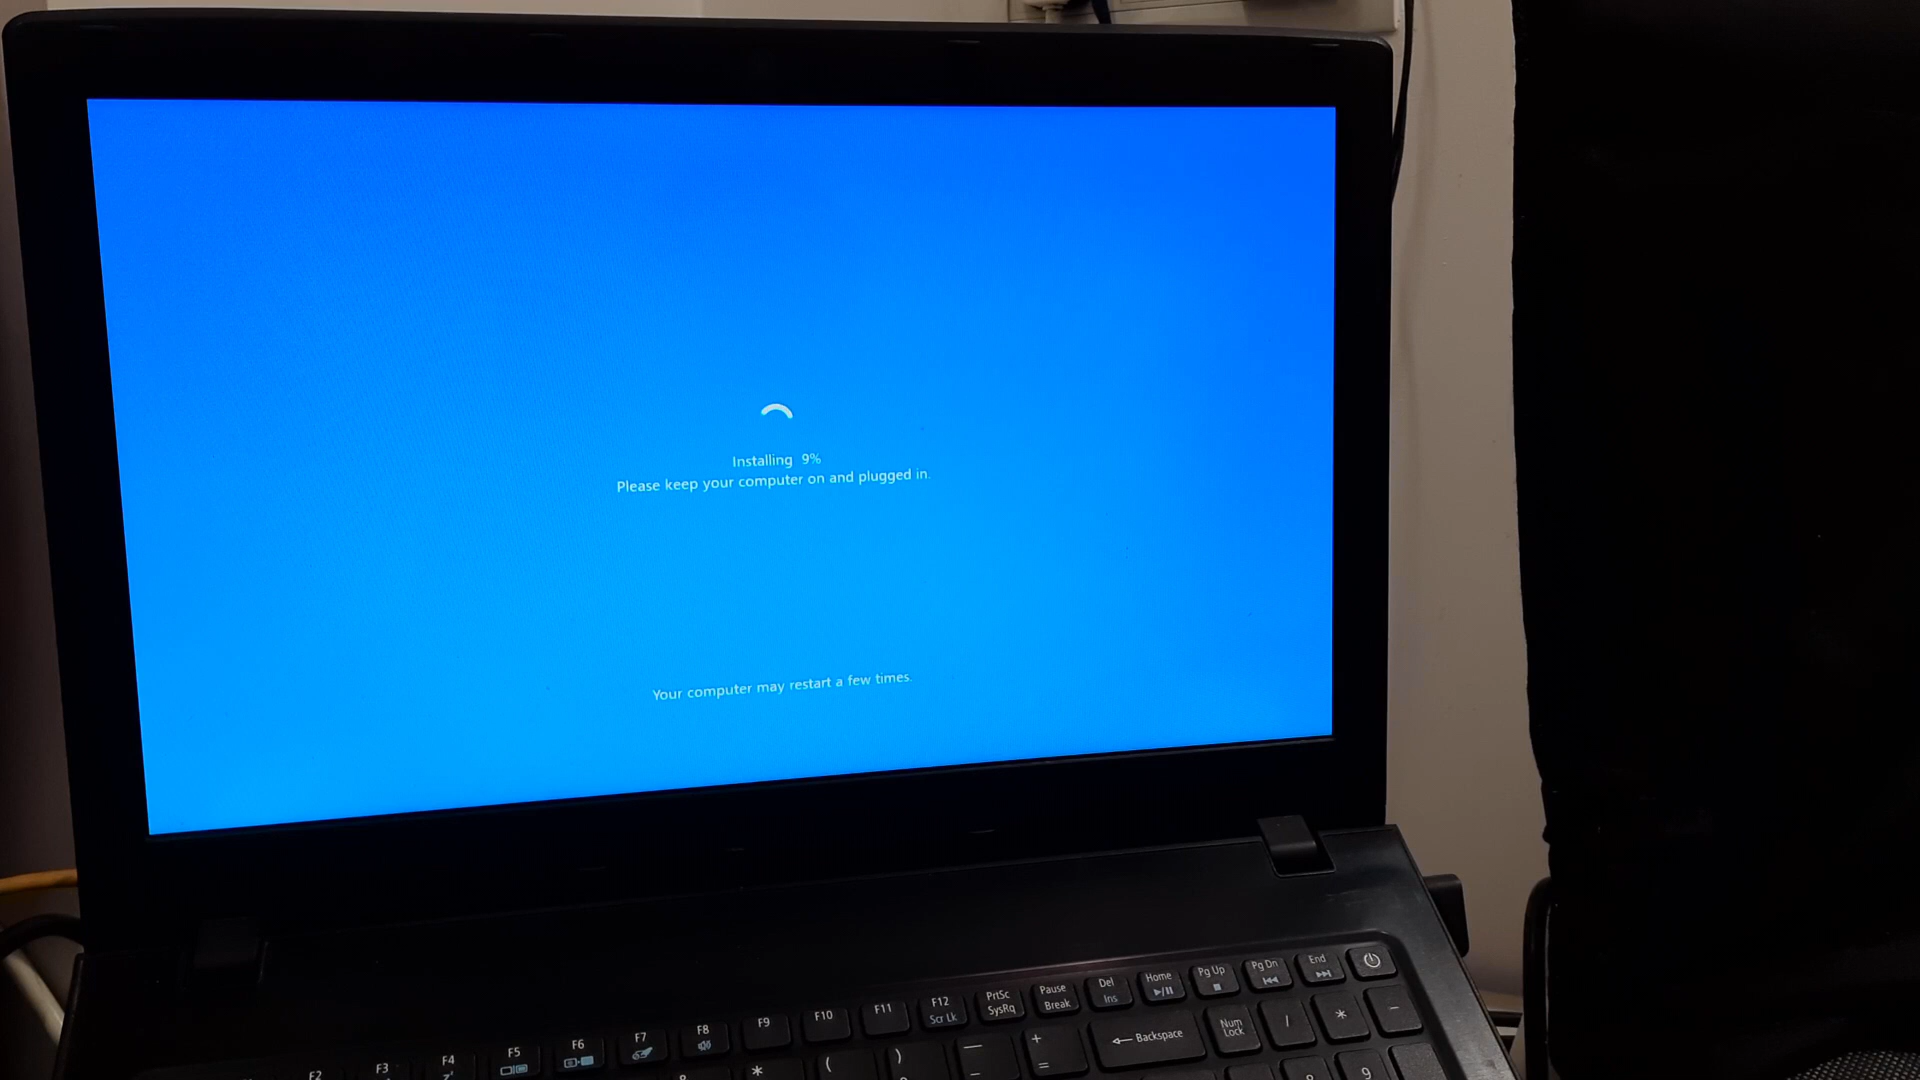 Installing 9%
Please keep your computer on and plugged in.
Your computer may restart a few times.
F2
F3
F4
F5
F6
F7
F8
F9
F10
F11
F12
Scr Lk
PrtSc
SysRq
Pause
Break
Del
Ins
Home
Pg Up
Pg Dn
End
*
(
)
—
-
+
=
← Backspace
Num
Lock
/
*
-
9